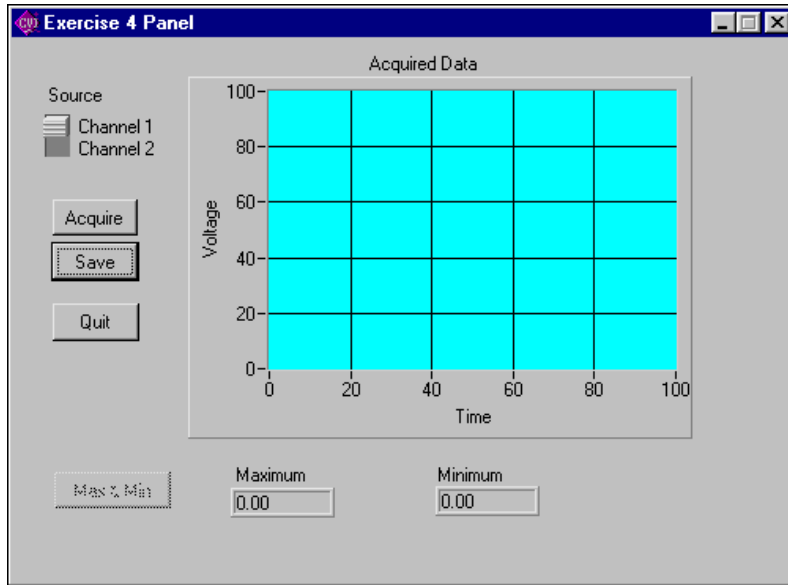 CVI Exercise 4 Panel
Acquired Data
Source
Channel 1
Channel 2
Acquire
Save
Quit
Voltage
100
80
60
40
20
0
0 20 40 60 80 100
Time
Max & Min
Maximum
0.00
Minimum
0.00